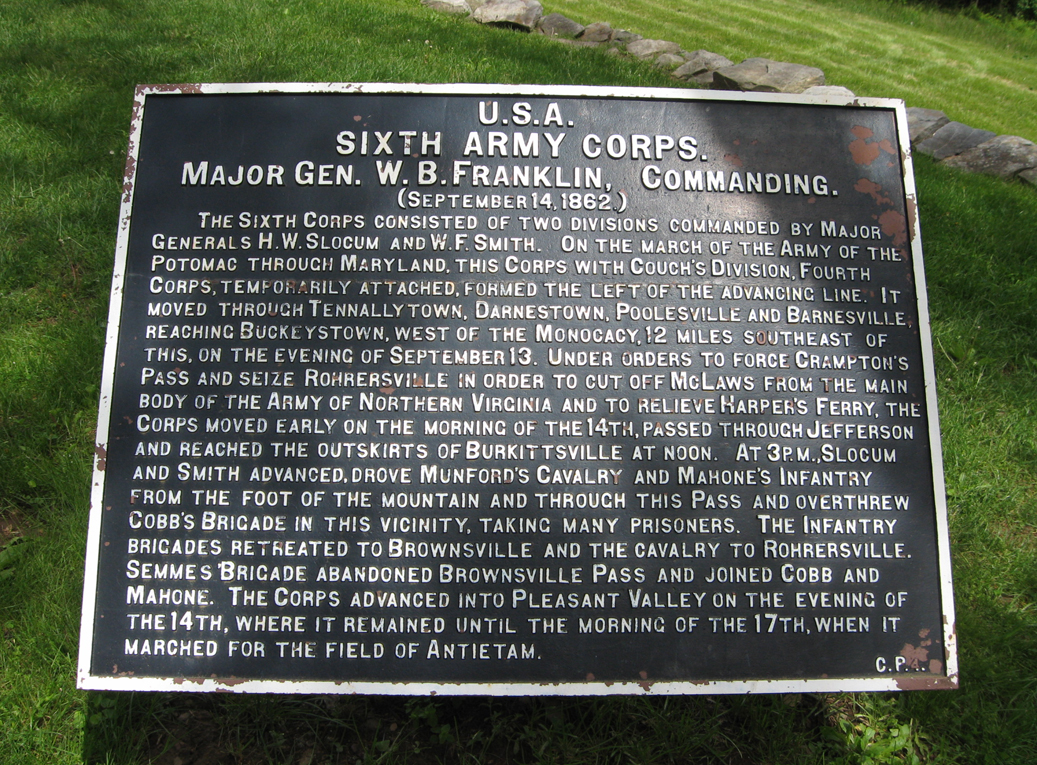 U.S.A.
SIXTH ARMY CORPS.
MAJOR GEN. W. B. FRANKLIN, COMMANDING.
(SEPTEMBER 14, 1862.)
THE SIXTH CORPS CONSISTED OF TWO DIVISIONS COMMANDED BY MAJOR
GENERALS H. W. SLOCUM AND W. F. SMITH. ON THE MARCH OF THE ARMY OF THE
POTOMAC THROUGH MARYLAND, THIS CORPS WITH COUCH'S DIVISION, FOURTH
CORPS, TEMPORARILY ATTACHED, FORMED THE LEFT OF THE ADVANCING LINE. IT
MOVED THROUGH TENNALLYTOWN, DARNESTOWN, POOLESVILLE AND BARNESVILLE,
REACHING BUCKEYSTOWN, WEST OF THE MONOCACY, 12 MILES SOUTHEAST OF
THIS, ON THE EVENING OF SEPTEMBER 13. UNDER ORDERS TO FORCE CRAMPTON'S
PASS AND SEIZE ROHRERSVILLE IN ORDER TO CUT OFF MCLAWS FROM THE MAIN
BODY OF THE ARMY OF NORTHERN VIRGINIA AND TO RELIEVE HARPER'S FERRY, THE
CORPS MOVED EARLY ON THE MORNING OF THE 14TH, PASSED THROUGH JEFFERSON
AND REACHED THE OUTSKIRTS OF BURKITTSVILLE AT NOON. AT 3 P.M., SLOCUM
AND SMITH ADVANCED, DROVE MUNFORD'S CAVALRY AND MAHONE'S INFANTRY
FROM THE FOOT OF THE MOUNTAIN AND THROUGH THIS PASS AND OVERTHREW
COBB'S BRIGADE IN THIS VICINITY, TAKING MANY PRISONERS. THE INFANTRY
BRIGADES RETREATED TO BROWNSVILLE AND THE CAVALRY TO ROHRERSVILLE.
SEMMES' BRIGADE ABANDONED BROWNSVILLE PASS AND JOINED COBB AND
MAHONE. THE CORPS ADVANCED INTO PLEASANT VALLEY ON THE EVENING OF
THE 14TH, WHERE IT REMAINED UNTIL THE MORNING OF THE 17TH, WHEN IT
MARCHED FOR THE FIELD OF ANTIETAM.
C.P.